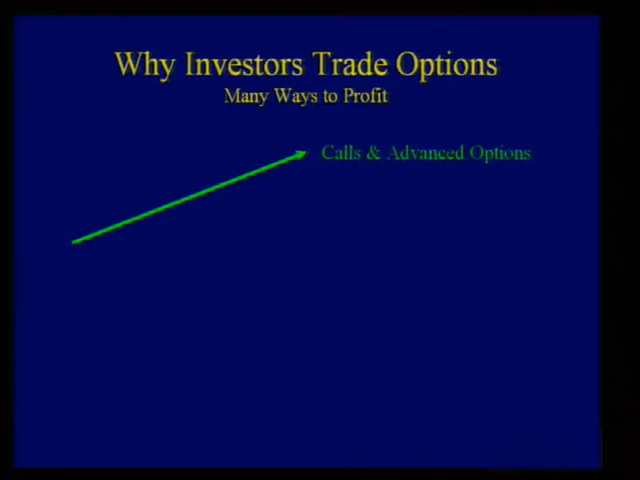 Why Investors Trade Options
Many Ways to Profit
Calls & Advanced Options